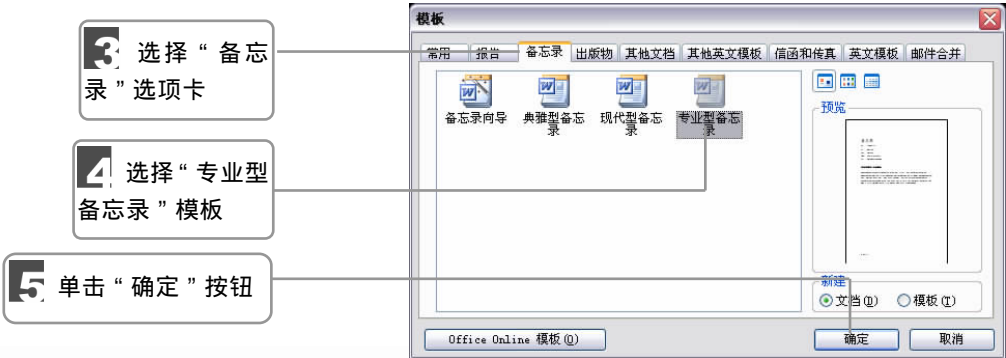 3 选择“备忘
录”选项卡
4 选择“专业型
备忘录”模板
5 单击“确定”按钮
模板
常用 报告 备忘录 出版物 其他文档 其他英文模板 信函和传真 英文模板 邮件合并
备忘录向导 典雅型备忘录 现代型备忘录 专业型备忘录
预览
新建
文档(D) 模板(T)
Office Online 模板(O) 确定 取消